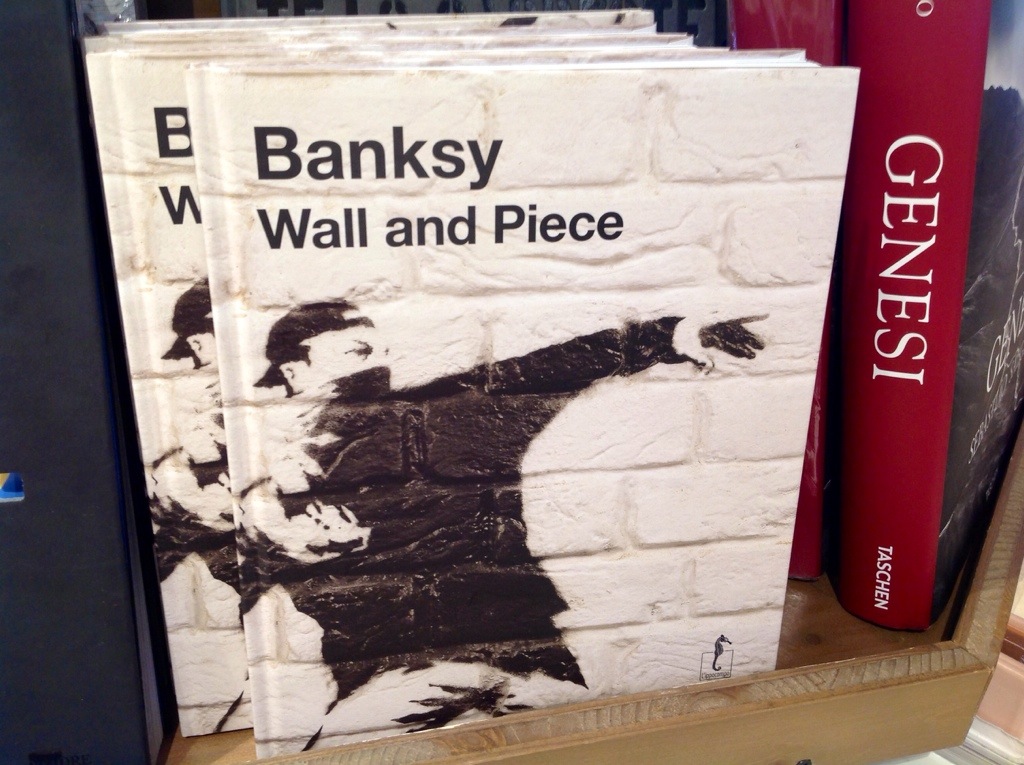 B
W
Banksy
Wall and Piece
GENESI
TASCHEN